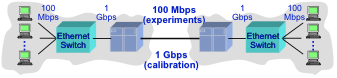 100 Mbps
1 Gbps
100 Mbps (experiments)
1 Gbps
100 Mbps
Ethernet Switch
Ethernet Switch
1 Gbps
(calibration)